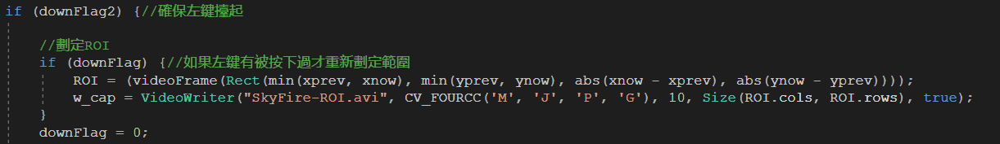 if (downFlag2) {//確保左鍵擡起
//劃定ROI
if (downFlag) {//如果左鍵有被按下過才重新劃定範圍
ROI = (videoFrame(Rect(min(xprev, xnow), min(yprev, ynow), abs(xnow - xprev), abs(ynow - yprev))));
w_cap = VideoWriter("SkyFire-ROI.avi", CV_FOURCC('M', 'J', 'P', 'G'), 10, Size(ROI.cols, ROI.rows), true);
}
downFlag = 0;